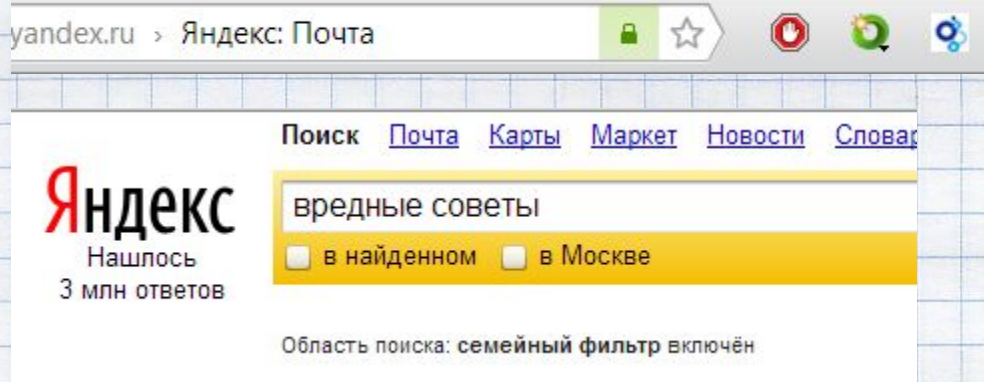 yandex.ru › Яндекс: Почта
Поиск Почта Карты Маркет Новости
Яндекс
вредные советы
Нашлось
3 млн ответов
в найденном в Москве
Область поиска: семейный фильтр включён